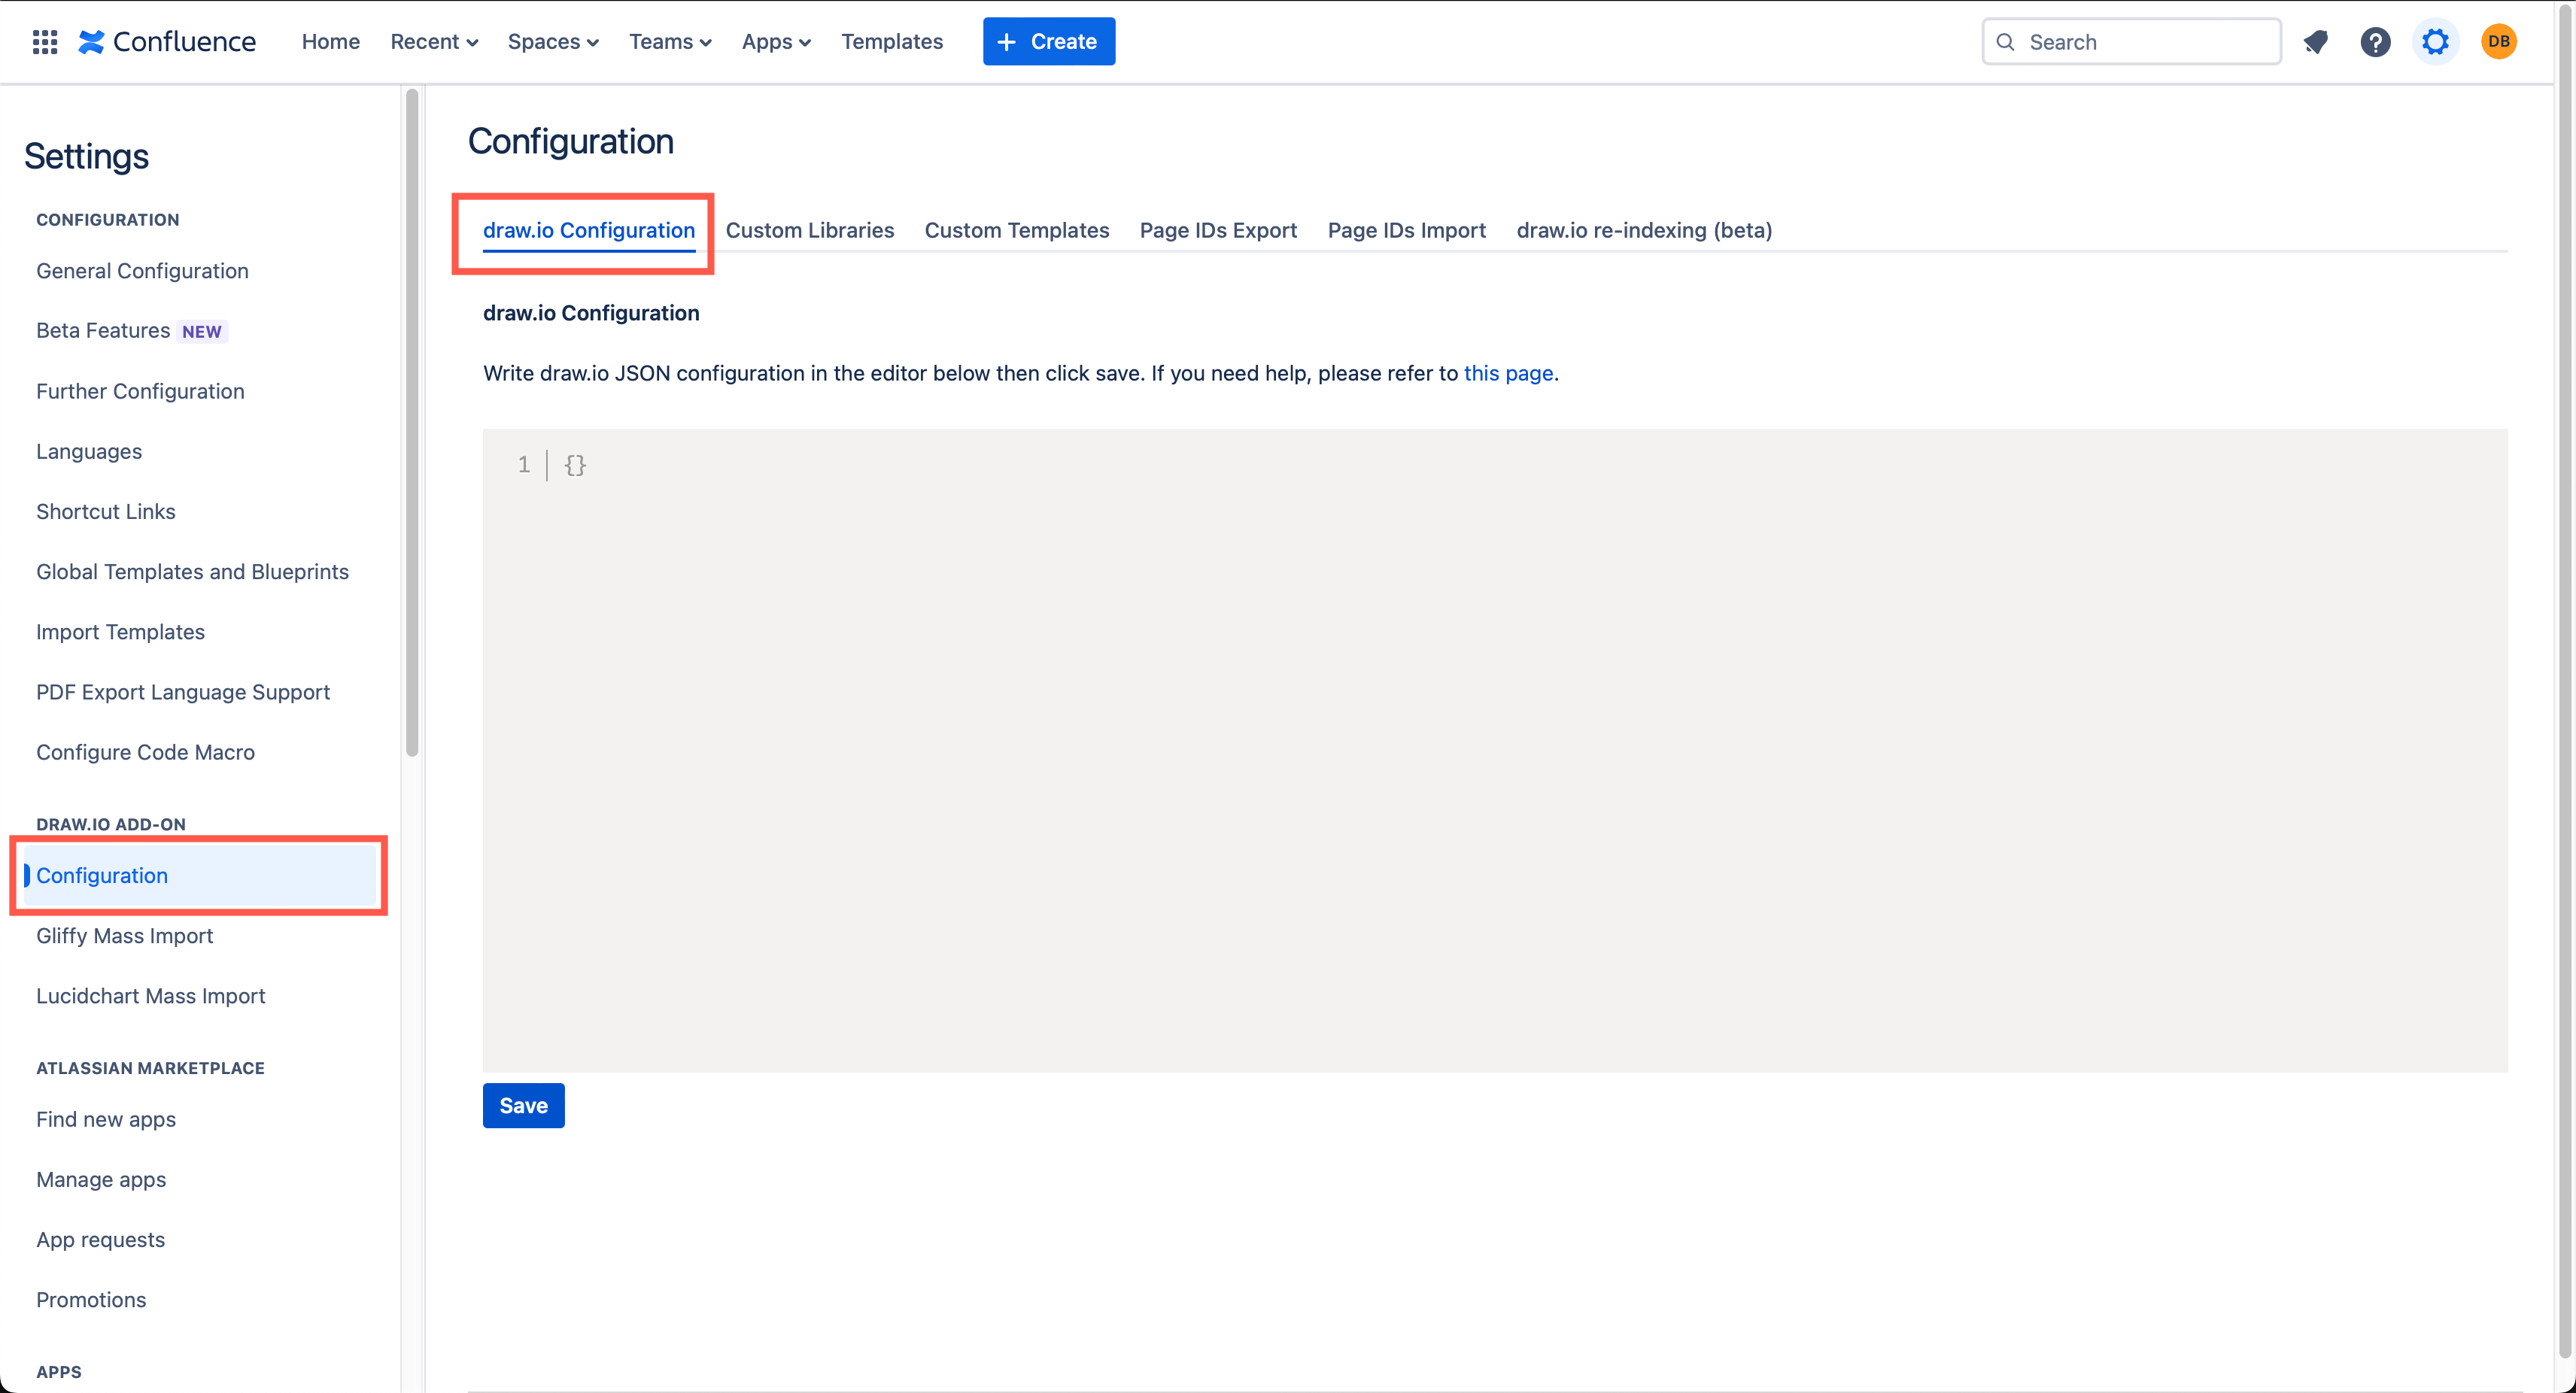 Confluence Home Recent Spaces Teams Apps Templates + Create Search ? DB
Settings
CONFIGURATION
General Configuration
Beta Features NEW
Further Configuration
Languages
Shortcut Links
Global Templates and Blueprints
Import Templates
PDF Export Language Support
Configure Code Macro
DRAW.IO ADD-ON
Configuration
Gliffy Mass Import
Lucidchart Mass Import
ATLASSIAN MARKETPLACE
Find new apps
Manage apps
App requests
Promotions
APPS
Configuration
draw.io Configuration Custom Libraries Custom Templates Page IDs Export Page IDs Import draw.io re-indexing (beta)
draw.io Configuration
Write draw.io JSON configuration in the editor below then click save. If you need help, please refer to this page.
1 {}
Save